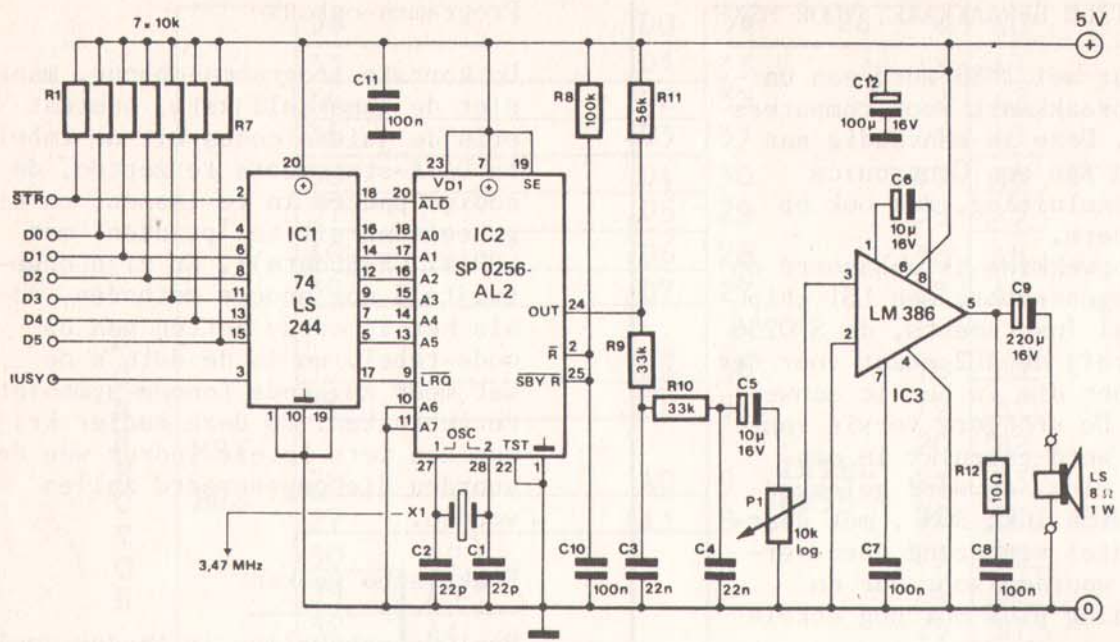 7 × 10k
5 V
+
R1
R7
C11
100n
R8
100k
56k
R11
C12
100µ
16V
20
+
23
7
19
VD1
+
SE
STR
D0
D1
D2
D3
D4
D5
IUSY
2
4
6
8
11
13
15
3
IC1
74
LS
244
18
16
14
12
9
7
5
17
1
10
19
20
18
17
16
15
14
13
9
10
11
ALD
A0
A1
A2
A3
A4
A5
LRQ
A6
A7
IC2
SP 0256-
AL2
OUT
R
SBY R
24
2
25
OSC
1
2
TST
27
28
22
1
R9
33k
R10
33k
C5
10µ
16V
P1
10k
log
C6
10µ
16V
1
8
6
3
2
LM 386
5
4
7
IC3
C9
220µ
16V
R12
10Ω
LS
8Ω
1 W
X1
3,47 MHz
C2
22p
C1
22p
C10
100n
C3
22n
C4
22n
C7
100n
C8
100n
0